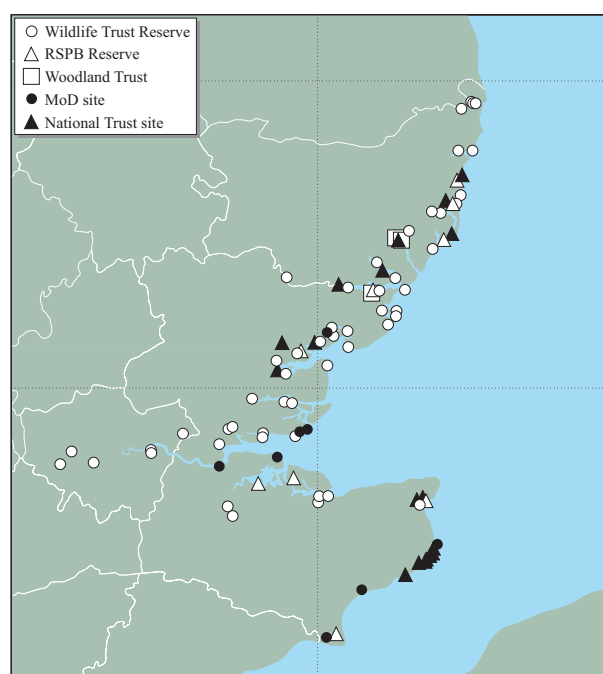 Wildlife Trust Reserve
RSPB Reserve
Woodland Trust
MoD site
National Trust site